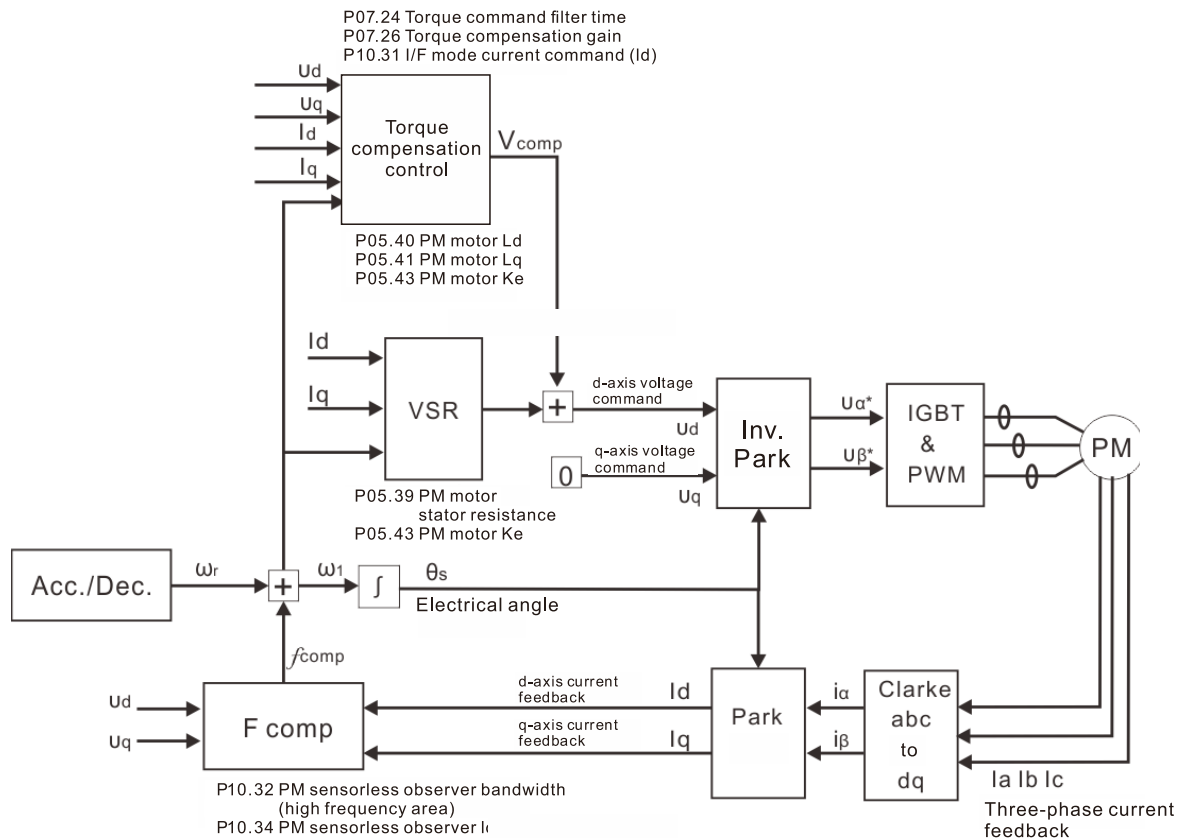 P07.24 Torque command filter time
P07.26 Torque compensation gain
P10.31 I/F mode current command (Id)
Ud
Uq
Id
Iq
Torque
compensation
control
Vcomp
P05.40 PM motor Ld
P05.41 PM motor Lq
P05.43 PM motor Ke
Id
Iq
VSR
+
d-axis voltage
command
Ud
0
q-axis voltage
command
Uq
Inv.
Park
Uα*
Uβ*
IGBT
&
PWM
PM
P05.39 PM motor
stator resistance
P05.43 PM motor Ke
Acc./Dec.
ωr
+
ω1
∫
θs
Electrical angle
fcomp
Ud
Uq
F comp
d-axis current
feedback
Id
q-axis current
feedback
Iq
Park
iα
iβ
Clarke
abc
to
dq
Ia Ib Ic
Three-phase current
feedback
P10.32 PM sensorless observer bandwidth
(high frequency area)
P10.34 PM sensorless observer